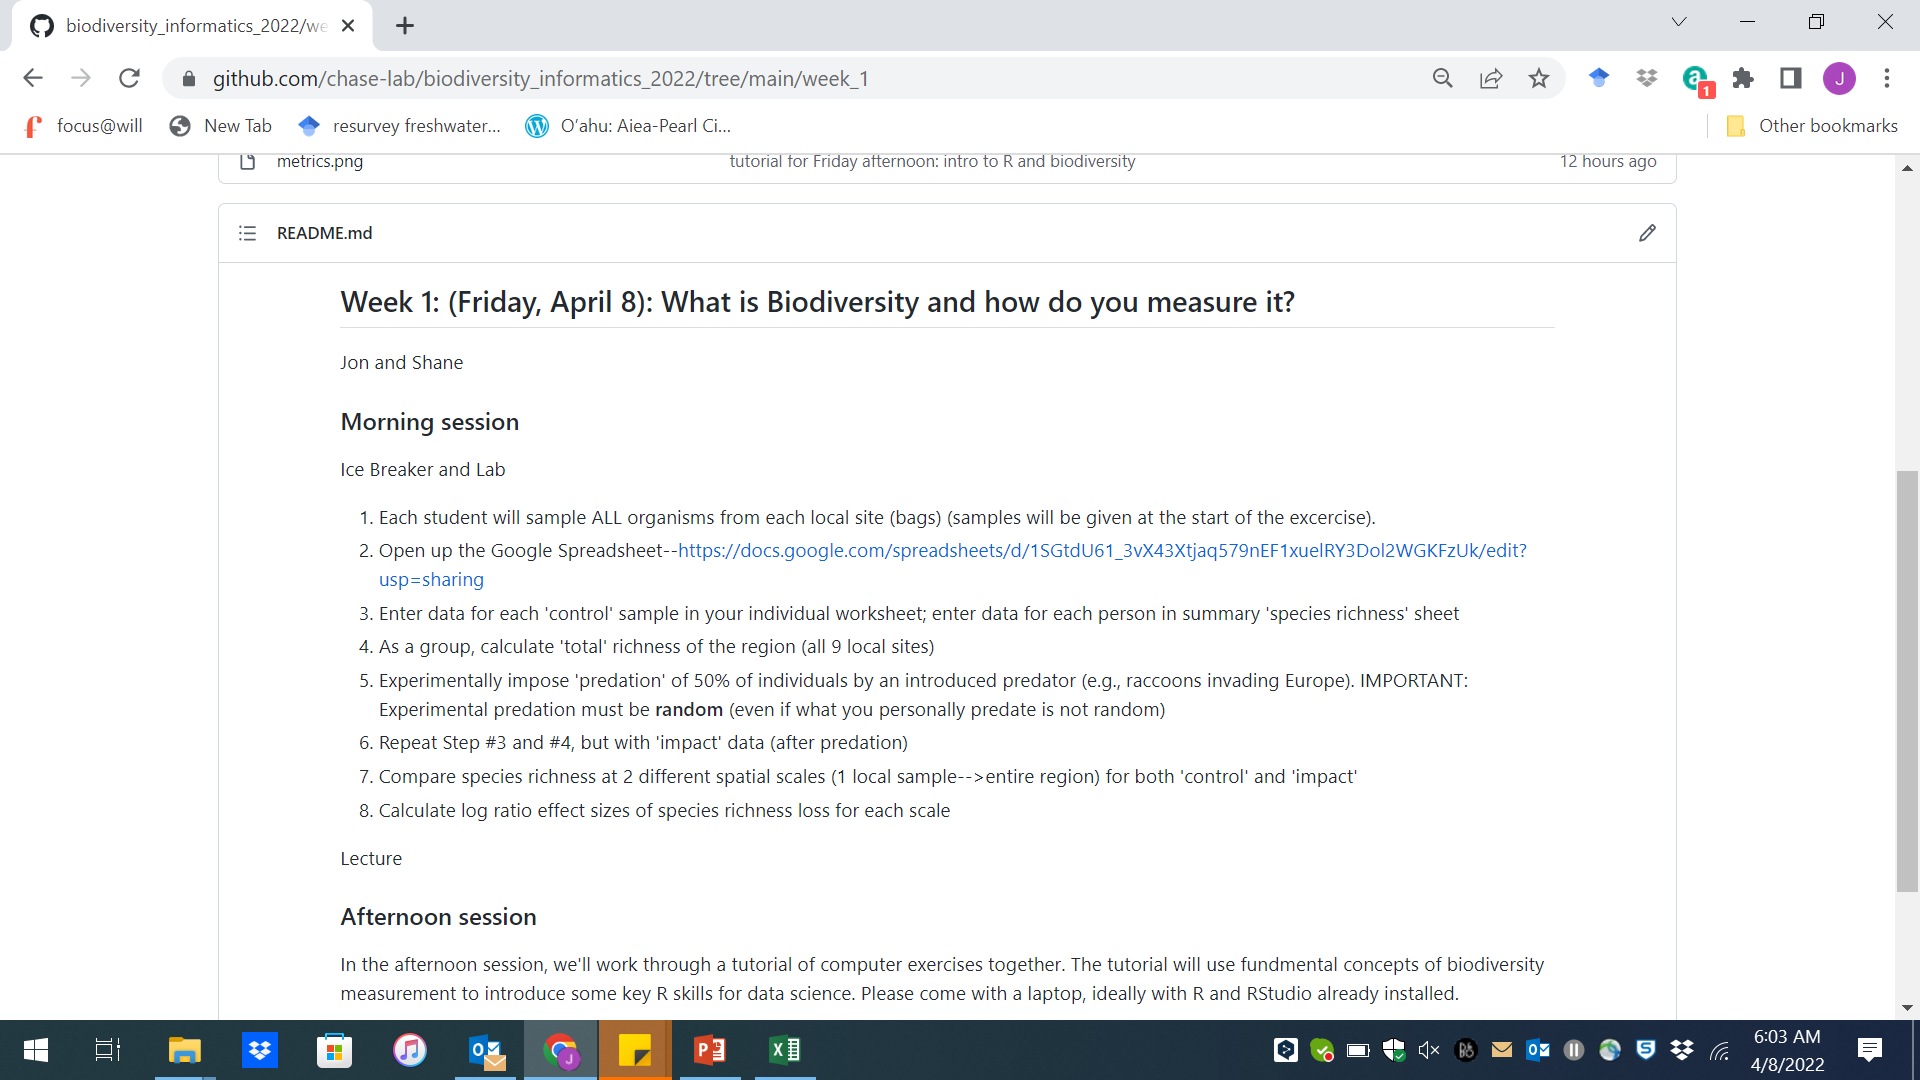 biodiversity_informatics_2022/we
github.com/chase-lab/biodiversity_informatics_2022/tree/main/week_1
1
J
focus@will
New Tab
resurvey freshwater...
O'ahu: Aiea-Pearl Ci...
Other bookmarks
metrics.png
tutorial for Friday afternoon: intro to R and biodiversity
12 hours ago
README.md
Week 1: (Friday, April 8): What is Biodiversity and how do you measure it?
Jon and Shane
Morning session
Ice Breaker and Lab
1. Each student will sample ALL organisms from each local site (bags) (samples will be given at the start of the excercise).
2. Open up the Google Spreadsheet--https://docs.google.com/spreadsheets/d/1SGtdU61_3vX43Xtjaq579nEF1xuelRY3Dol2WGKFzUk/edit?
usp=sharing
3. Enter data for each 'control' sample in your individual worksheet; enter data for each person in summary 'species richness' sheet
4. As a group, calculate 'total' richness of the region (all 9 local sites)
5. Experimentally impose 'predation' of 50% of individuals by an introduced predator (e.g., raccoons invading Europe). IMPORTANT:
Experimental predation must be random (even if what you personally predate is not random)
6. Repeat Step #3 and #4, but with 'impact' data (after predation)
7. Compare species richness at 2 different spatial scales (1 local sample-->entire region) for both 'control' and 'impact'
8. Calculate log ratio effect sizes of species richness loss for each scale
Lecture
Afternoon session
In the afternoon session, we'll work through a tutorial of computer exercises together. The tutorial will use fundmental concepts of biodiversity
measurement to introduce some key R skills for data science. Please come with a laptop, ideally with R and RStudio already installed.
6:03 AM
4/8/2022